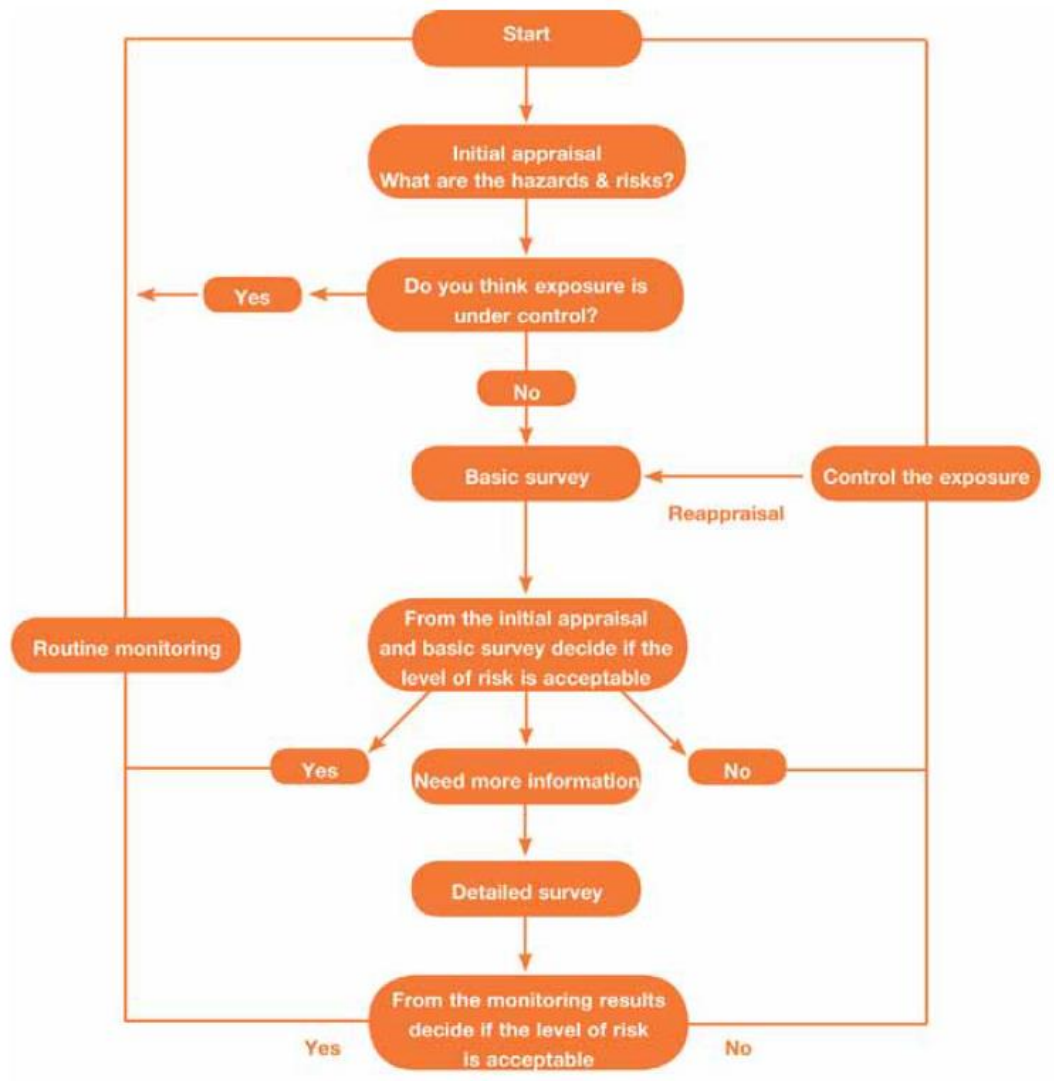 Start
Initial appraisal
What are the hazards & risks?
Do you think exposure is
under control?
Yes
No
Basic survey
Control the exposure
Reappraisal
From the initial appraisal
and basic survey decide if the
level of risk is acceptable
Routine monitoring
Yes
Need more information
No
Detailed survey
From the monitoring results
decide if the level of risk
is acceptable
Yes
No